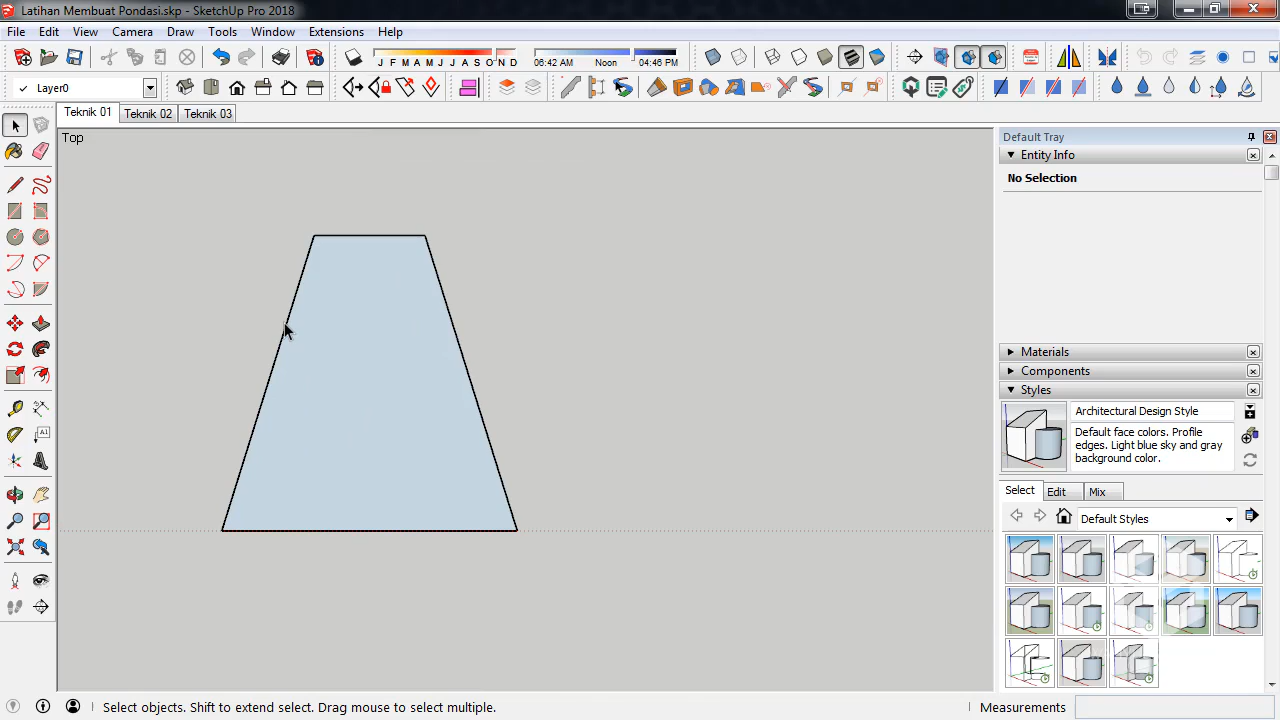 Latihan Membuat Pondasi.skp - SketchUp Pro 2018
File Edit View Camera Draw Tools Window Extensions Help
J F M A M J J A S O N D
06:42 AM Noon 04:46 PM
Layer0
Teknik 01 Teknik 02 Teknik 03
Top
Default Tray
Entity Info
No Selection
Materials
Components
Styles
Architectural Design Style
Default face colors. Profile
edges. Light blue sky and gray
background color.
Select Edit Mix
Default Styles
Select objects. Shift to extend select. Drag mouse to select multiple.
Measurements